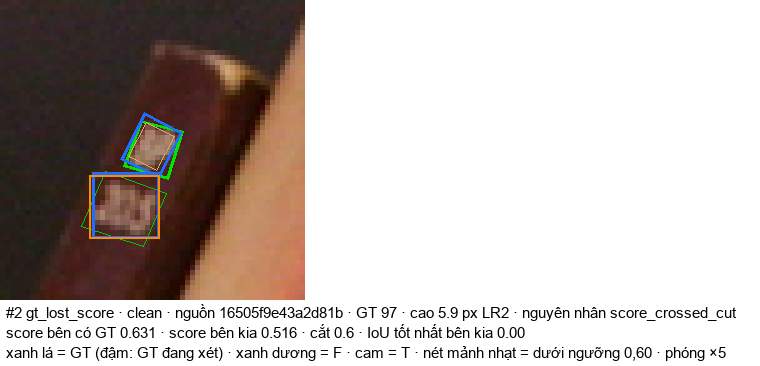 #2 gt_lost_score · clean · nguồn 16505f9e43a2d81b · GT 97 · cao 5.9 px LR2 · nguyên nhân score_crossed_cut
score bên có GT 0.631 · score bên kia 0.516 · cắt 0.6 · IoU tốt nhất bên kia 0.00
xanh lá = GT (đậm: GT đang xét) · xanh dương = F · cam = T · nét mảnh nhạt = dưới ngưỡng 0,60 · phóng ×5